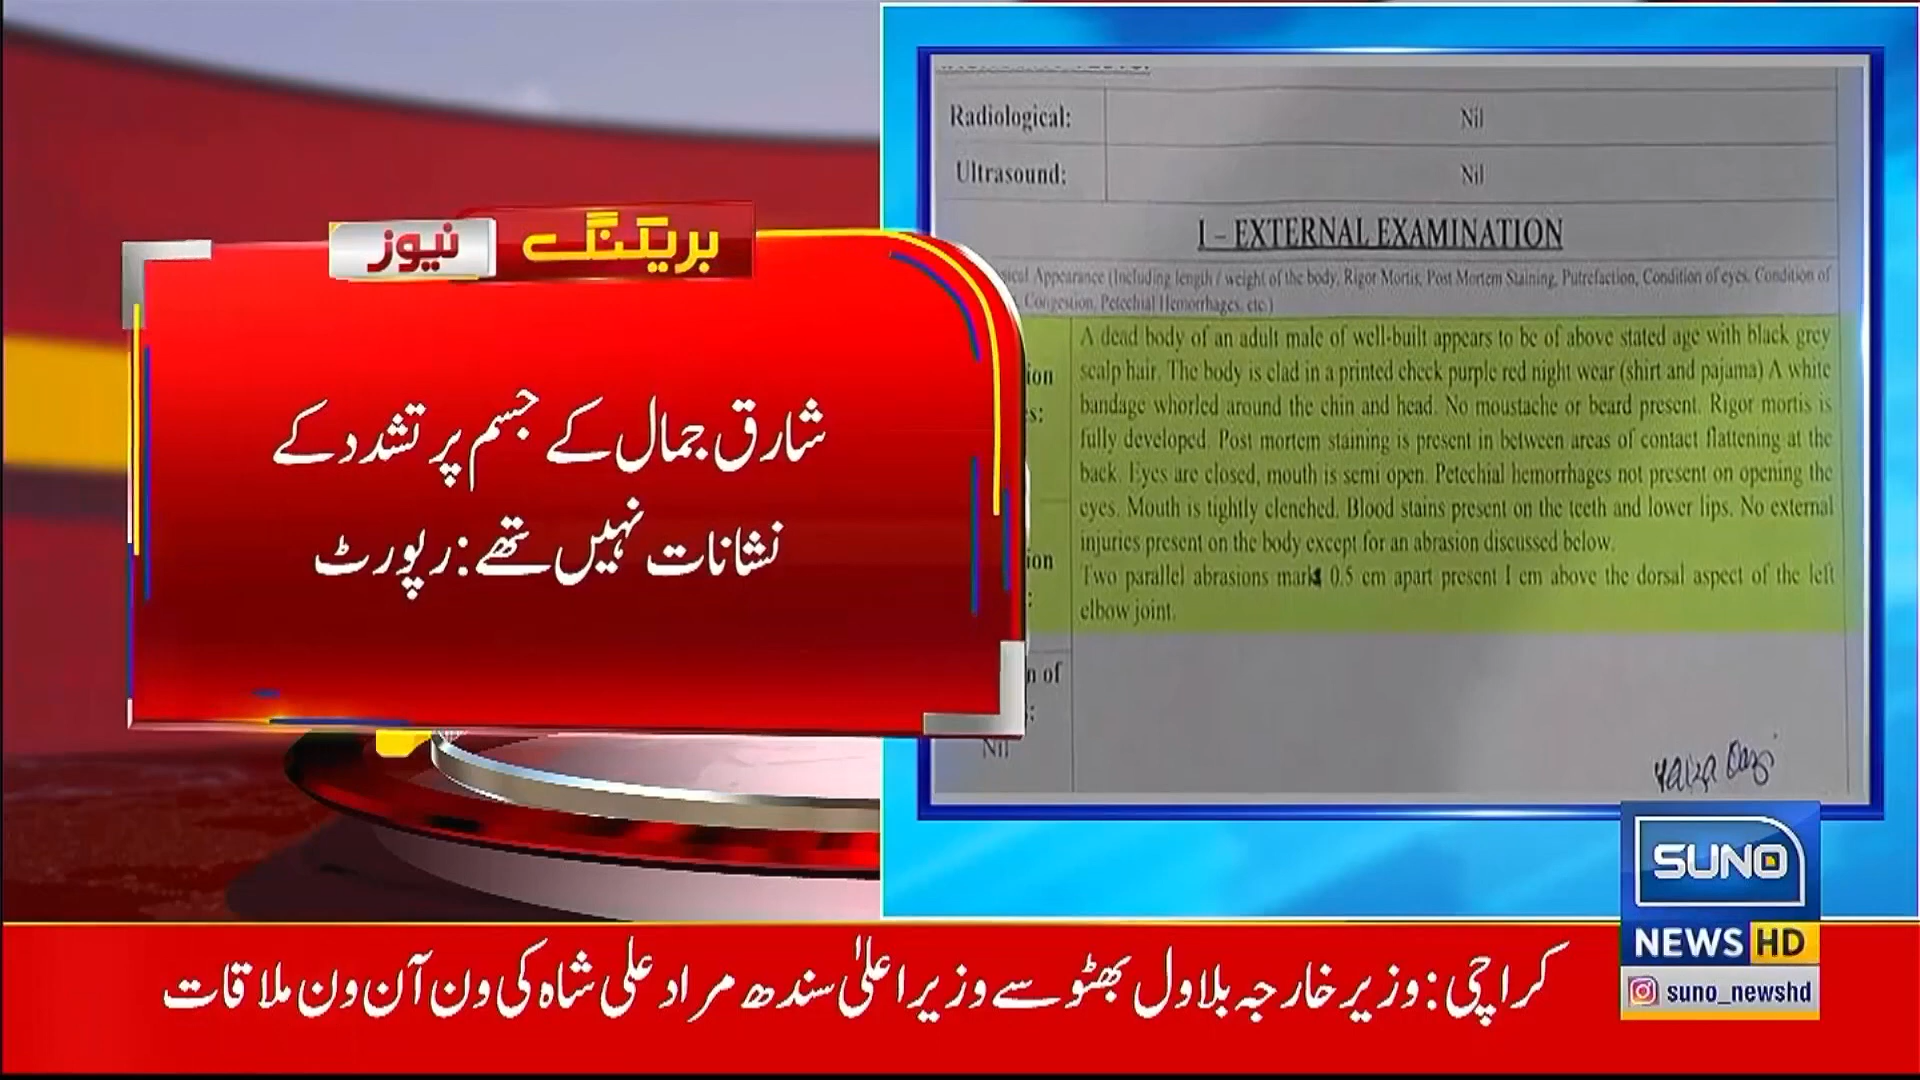 بریکنگ نیوز
شارق جمال کے جسم پر تشدد کے
نشانات نہیں تھے: رپورٹ
Radiological: Nil
Ultrasound: Nil
I – EXTERNAL EXAMINATION
Appearance (Including length / weight of the body, Rigor Mortis, Post Mortem Staining, Putrefaction, Condition of eyes, Condition of
Congestion, Petechial Hemorrhages, etc.)
A dead body of an adult male of well-built appears to be of above stated age with black grey
scalp hair. The body is clad in a printed check purple red night wear (shirt and pajama) A white
bandage whorled around the chin and head. No moustache or beard present. Rigor mortis is
fully developed. Post mortem staining is present in between areas of contact flattening at the
back. Eyes are closed, mouth is semi open. Petechial hemorrhages not present on opening the
eyes. Mouth is tightly clenched. Blood stains present on the teeth and lower lips. No external
injuries present on the body except for an abrasion discussed below.
Two parallel abrasions mark 0.5 cm apart present 1 cm above the dorsal aspect of the left
elbow joint.
of
Nil
SUNO
NEWS HD
suno_newshd
کراچی: وزیر خارجہ بلاول بھٹو سے وزیراعلیٰ سندھ مراد علی شاہ کی ون آن ون ملاقات